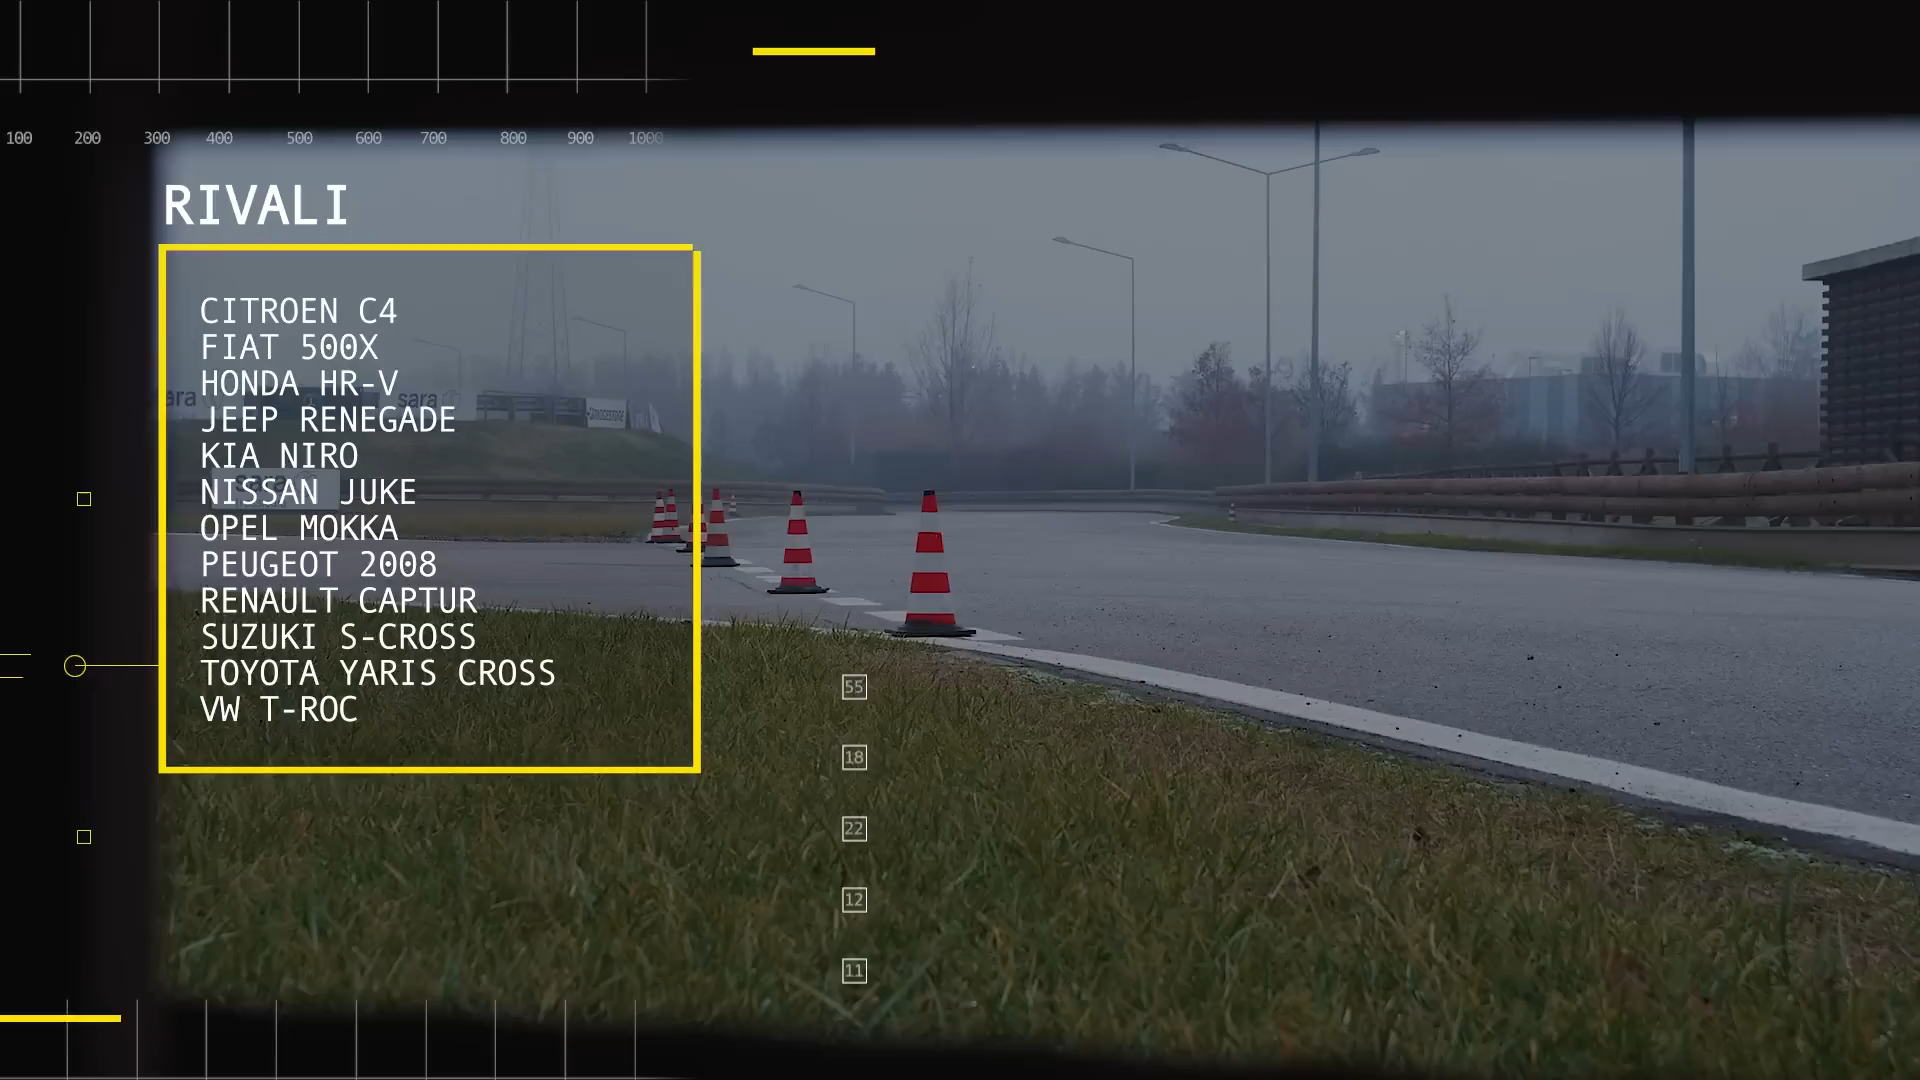 100 200 300 400 500 600 700 800 900 1000
RIVALI
CITROEN C4
FIAT 500X
HONDA HR-V
JEEP RENEGADE
KIA NIRO
NISSAN JUKE
OPEL MOKKA
PEUGEOT 2008
RENAULT CAPTUR
SUZUKI S-CROSS
TOYOTA YARIS CROSS
VW T-ROC
sara
55
18
22
12
11